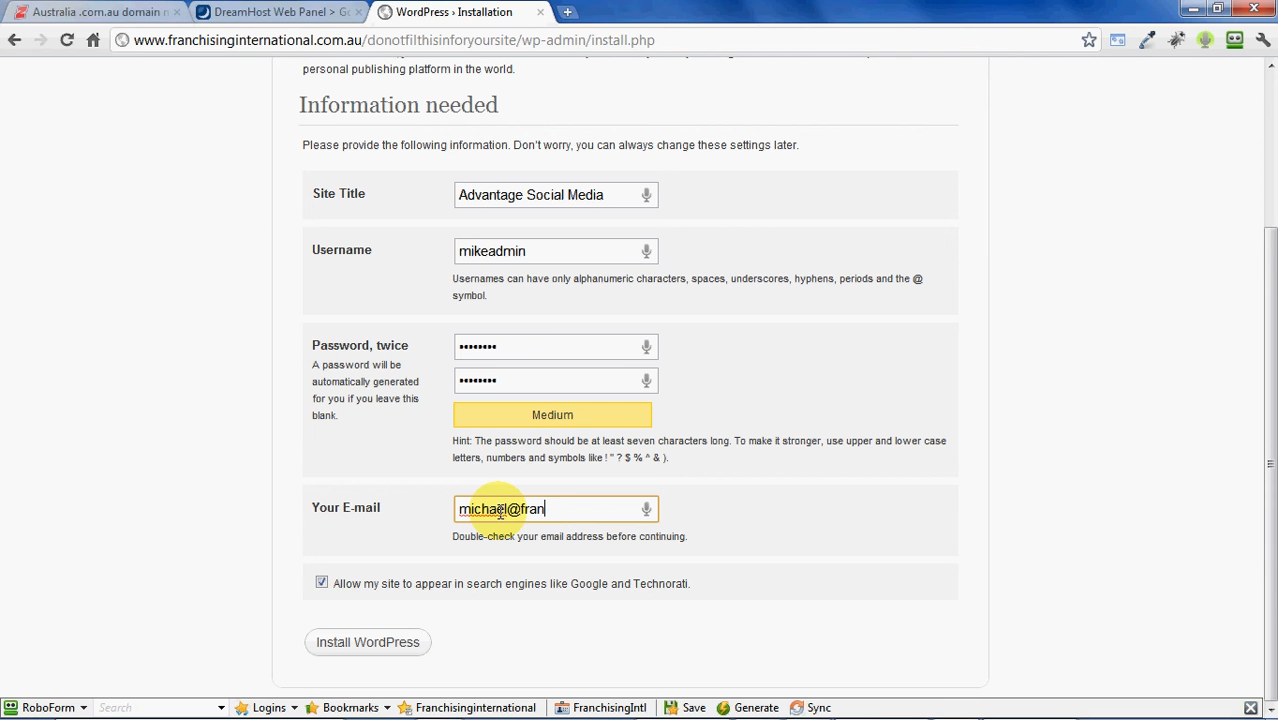 Australia .com.au domain n
DreamHost Web Panel > Go
WordPress › Installation
www.franchisinginternational.com.au/donotfilthisinforyoursite/wp-admin/install.php
personal publishing platform in the world.
Information needed
Please provide the following information. Don't worry, you can always change these settings later.
Site Title
Advantage Social Media
Username
mikeadmin
Usernames can have only alphanumeric characters, spaces, underscores, hyphens, periods and the @
symbol.
Password, twice
A password will be
automatically generated
for you if you leave this
blank.
••••••••
••••••••
Medium
Hint: The password should be at least seven characters long. To make it stronger, use upper and lower case
letters, numbers and symbols like ! " ? $ % ^ & ).
Your E-mail
michael@fran
Double-check your email address before continuing.
Allow my site to appear in search engines like Google and Technorati.
Install WordPress
RoboForm Search Logins Bookmarks Franchisinginternational FranchisingIntl Save Generate Sync